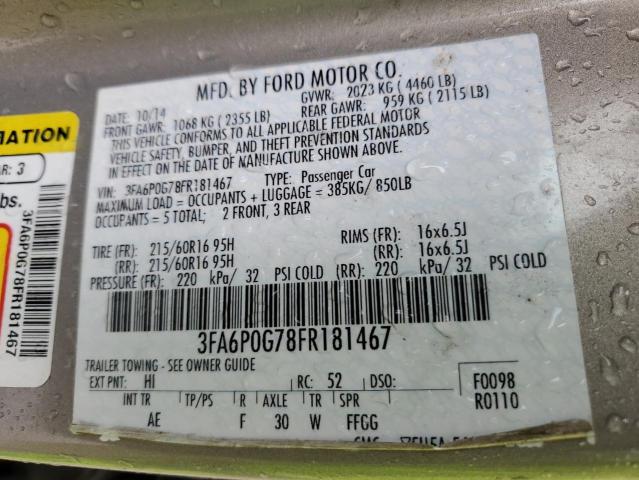 MFD. BY FORD MOTOR CO.
DATE: 10/14 GVWR: 2023 KG ( 4460 LB)
FRONT GAWR: 1068 KG ( 2355 LB) REAR GAWR: 959 KG ( 2115 LB)
THIS VEHICLE CONFORMS TO ALL APPLICABLE FEDERAL MOTOR
VEHICLE SAFETY, BUMPER, AND THEFT PREVENTION STANDARDS
IN EFFECT ON THE DATE OF MANUFACTURE SHOWN ABOVE.
VIN: 3FA6P0G78FR181467 TYPE: Passenger Car
MAXIMUM LOAD = OCCUPANTS + LUGGAGE = 385KG/ 850LB
OCCUPANTS = 5 TOTAL; 2 FRONT, 3 REAR
TIRE (FR): 215/60R16 95H RIMS (FR): 16x6.5J
(RR): 215/60R16 95H (RR): 16x6.5J
PRESSURE (FR): 220 kPa/ 32 PSI COLD (RR): 220 kPa/ 32 PSI COLD
3FA6P0G78FR181467
TRAILER TOWING - SEE OWNER GUIDE
EXT PNT: HI RC: 52 DSO: F0098
INT TR TP/PS R AXLE TR SPR R0110
AE F 30 W FFGG
MATION
AR: 3
bs.
3FA6P0G78FR181467